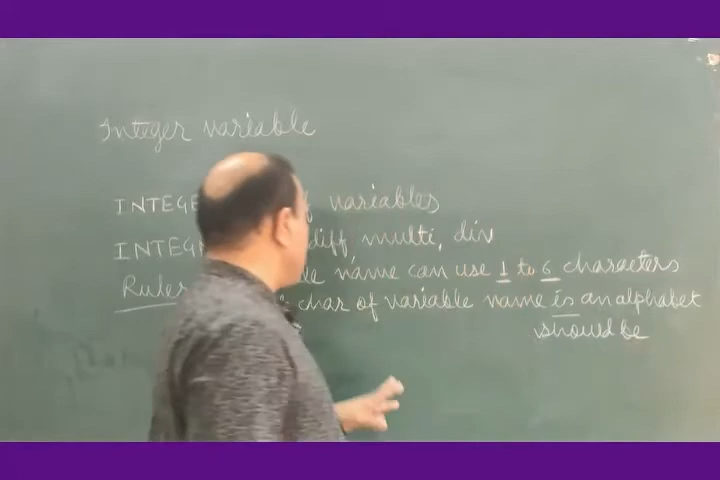 Integer variable
INTEGE variables
INTEG diff, multi, div
Rules name can use 1 to 6 characters
char of variable name is an alphabet
should be